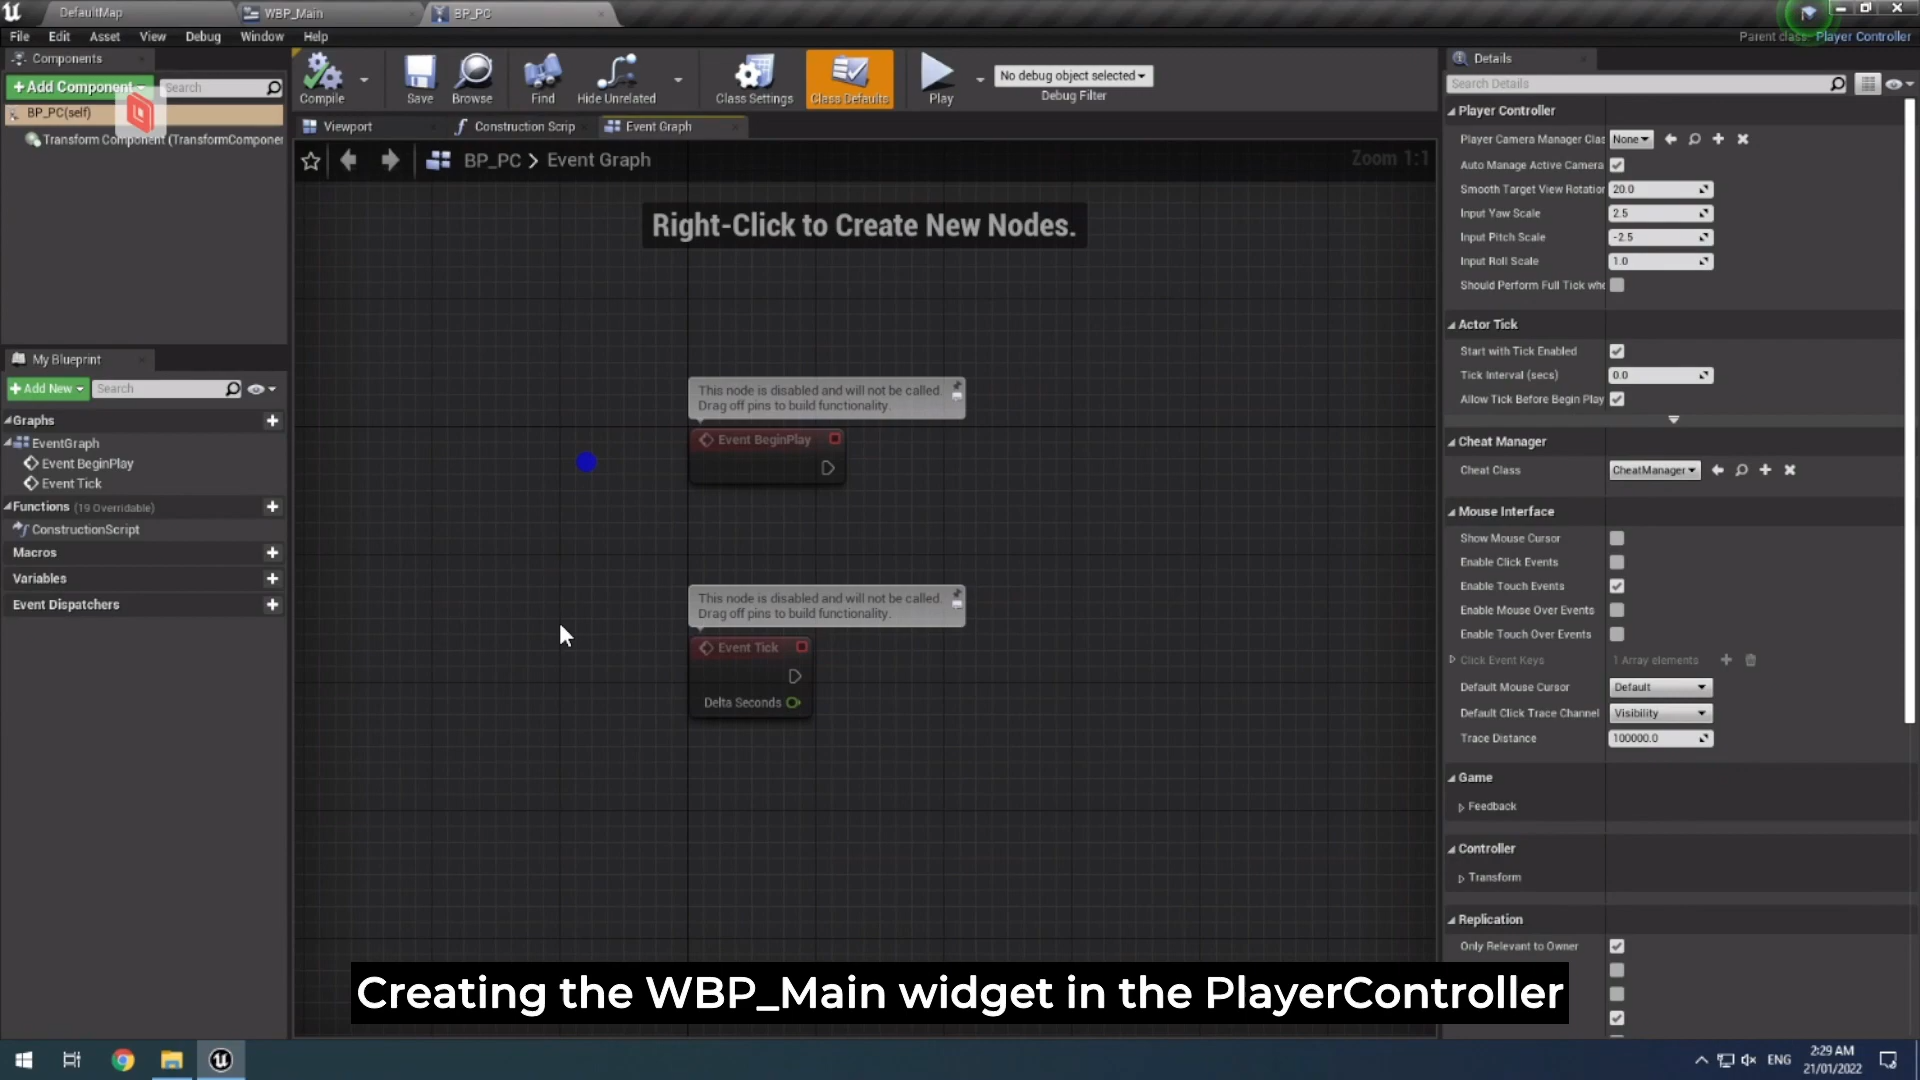 DefaultMap
WBP_Main
BP_PC
File Edit Asset View Debug Window Help
Parent class: Player Controller
Components
+Add Component
Search
BP_PC(self)
Transform Component (TransformComponer
Compile
Save
Browse
Find
Hide Unrelated
Class Settings
Class Defaults
Play
No debug object selected
Debug Filter
Viewport
Construction Scrip
Event Graph
BP_PC > Event Graph
Zoom 1:1
Right-Click to Create New Nodes.
This node is disabled and will not be called.
Drag off pins to build functionality.
Event BeginPlay
This node is disabled and will not be called.
Drag off pins to build functionality.
Event Tick
Delta Seconds
My Blueprint
+Add New
Search
Graphs
EventGraph
Event BeginPlay
Event Tick
Functions (19 Overridable)
ConstructionScript
Macros
Variables
Event Dispatchers
Details
Search Details
Player Controller
Player Camera Manager Clas None
Auto Manage Active Camera
Smooth Target View Rotation 20.0
Input Yaw Scale 2.5
Input Pitch Scale -2.5
Input Roll Scale 1.0
Should Perform Full Tick whe
Actor Tick
Start with Tick Enabled
Tick Interval (secs) 0.0
Allow Tick Before Begin Play
Cheat Manager
Cheat Class CheatManager
Mouse Interface
Show Mouse Cursor
Enable Click Events
Enable Touch Events
Enable Mouse Over Events
Enable Touch Over Events
Click Event Keys 1 Array elements
Default Mouse Cursor Default
Default Click Trace Channel Visibility
Trace Distance 100000.0
Game
Feedback
Controller
Transform
Replication
Only Relevant to Owner
Creating the WBP_Main widget in the PlayerController
ENG
2:29 AM
21/01/2022